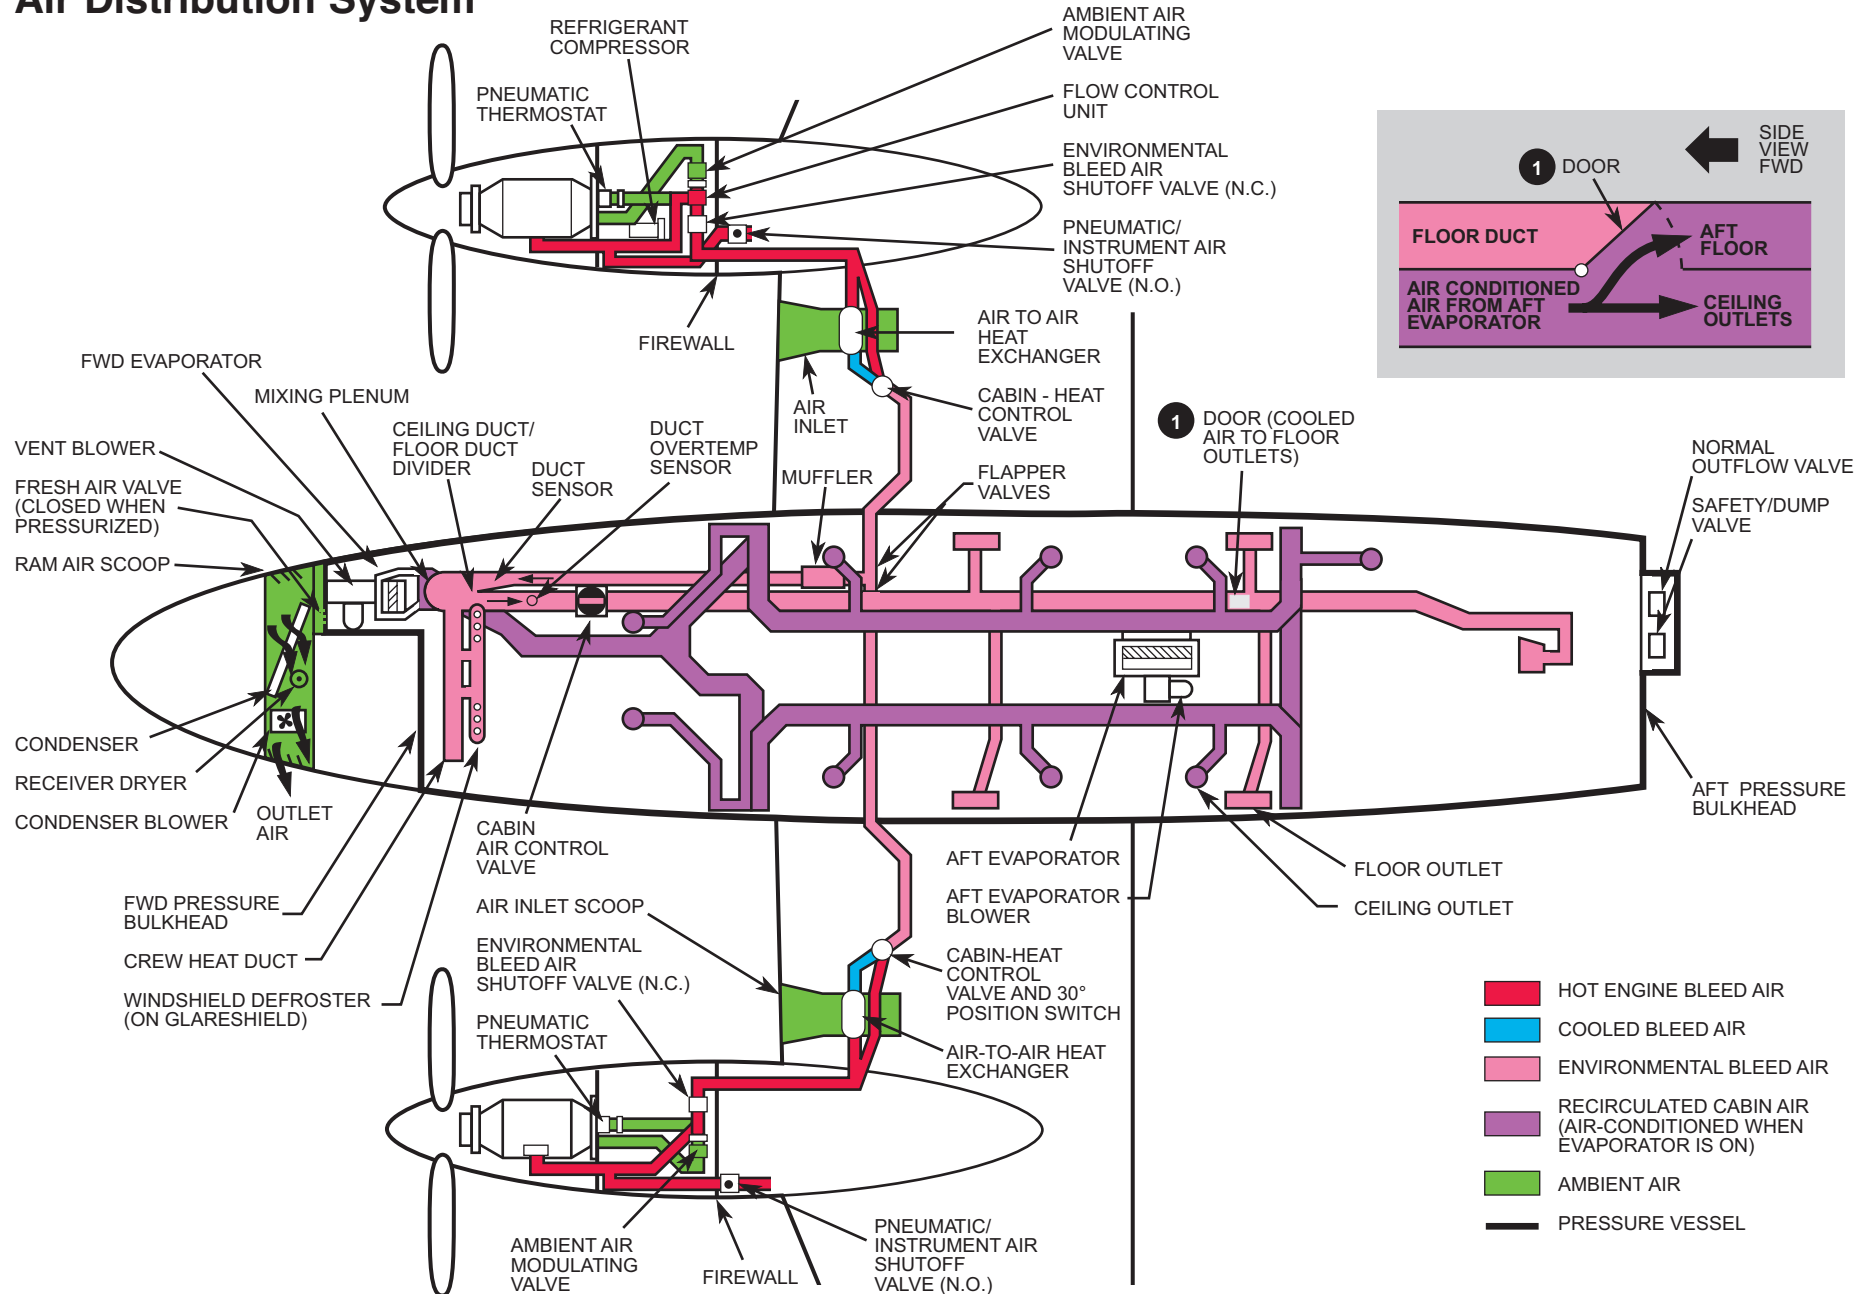 Air Distribution System
REFRIGERANT
COMPRESSOR
PNEUMATIC
THERMOSTAT
AMBIENT AIR
MODULATING
VALVE
FLOW CONTROL
UNIT
ENVIRONMENTAL
BLEED AIR
SHUTOFF VALVE (N.C.)
PNEUMATIC/
INSTRUMENT AIR
SHUTOFF
VALVE (N.O.)
FIREWALL
AIR TO AIR
HEAT
EXCHANGER
AIR
INLET
CABIN - HEAT
CONTROL
VALVE
FLAPPER
VALVES
SIDE
VIEW
FWD
1 DOOR
FLOOR DUCT
AFT
FLOOR
AIR CONDITIONED
AIR FROM AFT
EVAPORATOR
CEILING
OUTLETS
1 DOOR (COOLED
AIR TO FLOOR
OUTLETS)
NORMAL
OUTFLOW VALVE
SAFETY/DUMP
VALVE
FWD EVAPORATOR
MIXING PLENUM
VENT BLOWER
FRESH AIR VALVE
(CLOSED WHEN
PRESSURIZED)
RAM AIR SCOOP
CEILING DUCT/
FLOOR DUCT
DIVIDER
DUCT
SENSOR
DUCT
OVERTEMP
SENSOR
MUFFLER
CONDENSER
RECEIVER DRYER
CONDENSER BLOWER
OUTLET
AIR
FWD PRESSURE
BULKHEAD
CREW HEAT DUCT
WINDSHIELD DEFROSTER
(ON GLARESHIELD)
CABIN
AIR CONTROL
VALVE
AIR INLET SCOOP
ENVIRONMENTAL
BLEED AIR
SHUTOFF VALVE (N.C.)
PNEUMATIC
THERMOSTAT
AFT EVAPORATOR
AFT EVAPORATOR
BLOWER
CABIN-HEAT
CONTROL
VALVE AND 30°
POSITION SWITCH
AIR-TO-AIR HEAT
EXCHANGER
FLOOR OUTLET
CEILING OUTLET
AFT PRESSURE
BULKHEAD
AMBIENT AIR
MODULATING
VALVE
FIREWALL
PNEUMATIC/
INSTRUMENT AIR
SHUTOFF
VALVE (N.O.)
HOT ENGINE BLEED AIR
COOLED BLEED AIR
ENVIRONMENTAL BLEED AIR
RECIRCULATED CABIN AIR
(AIR-CONDITIONED WHEN
EVAPORATOR IS ON)
AMBIENT AIR
PRESSURE VESSEL